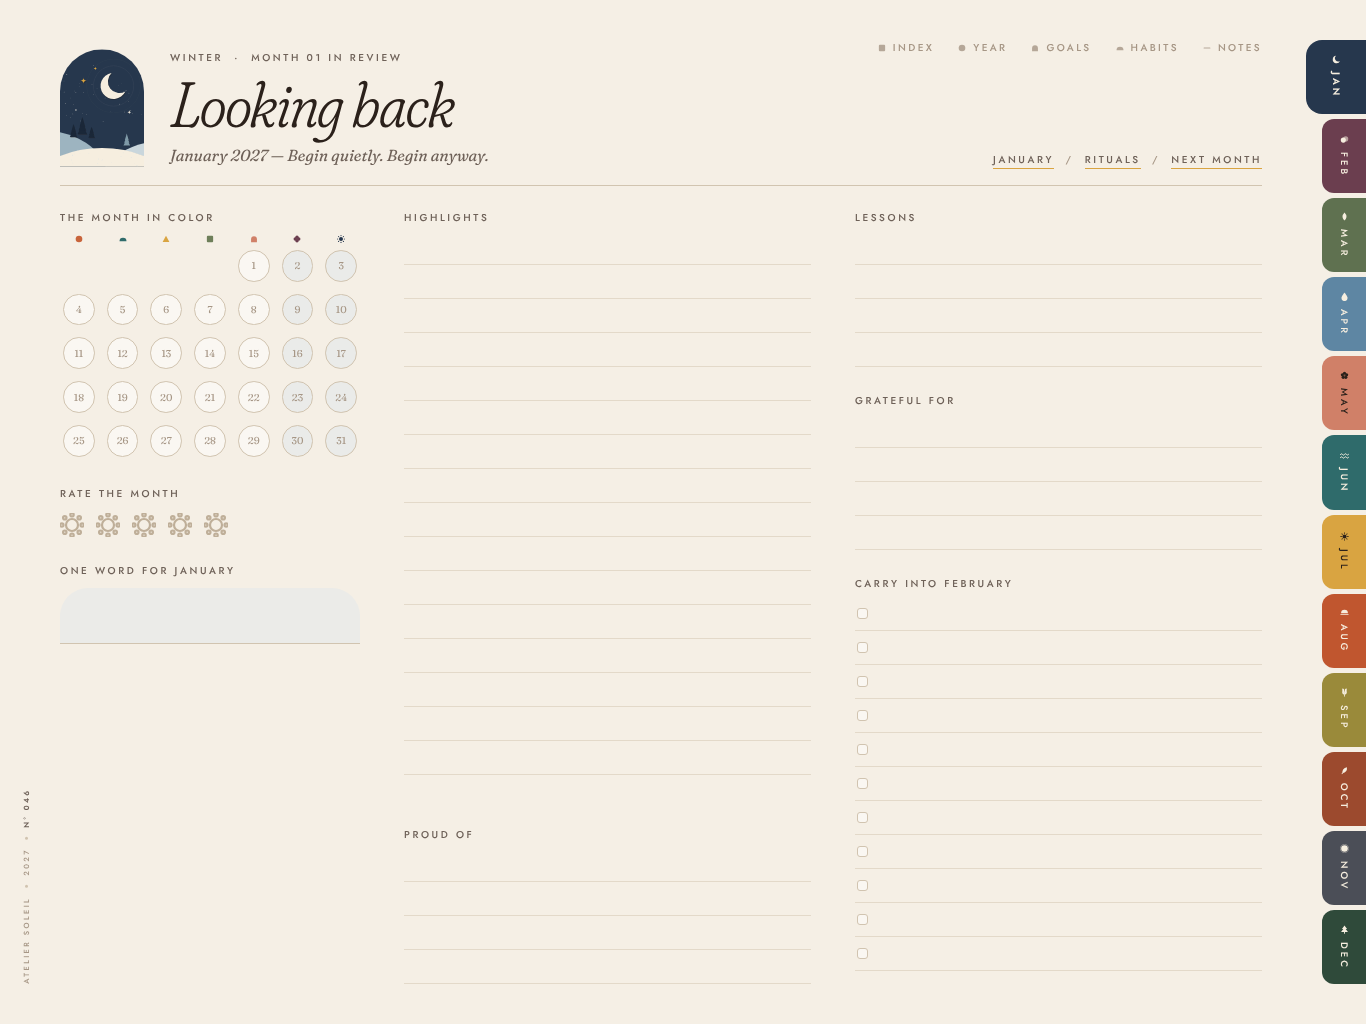 WINTER · MONTH 01 IN REVIEW
Looking back
January 2027 — Begin quietly. Begin anyway.
INDEX YEAR GOALS HABITS NOTES
JANUARY / RITUALS / NEXT MONTH
THE MONTH IN COLOR
1 2 3
4 5 6 7 8 9 10
11 12 13 14 15 16 17
18 19 20 21 22 23 24
25 26 27 28 29 30 31
RATE THE MONTH
ONE WORD FOR JANUARY
HIGHLIGHTS
PROUD OF
LESSONS
GRATEFUL FOR
CARRY INTO FEBRUARY
JAN
FEB
MAR
APR
MAY
JUN
JUL
AUG
SEP
OCT
NOV
DEC
ATELIER SOLEIL ° 2027 ° N° 046